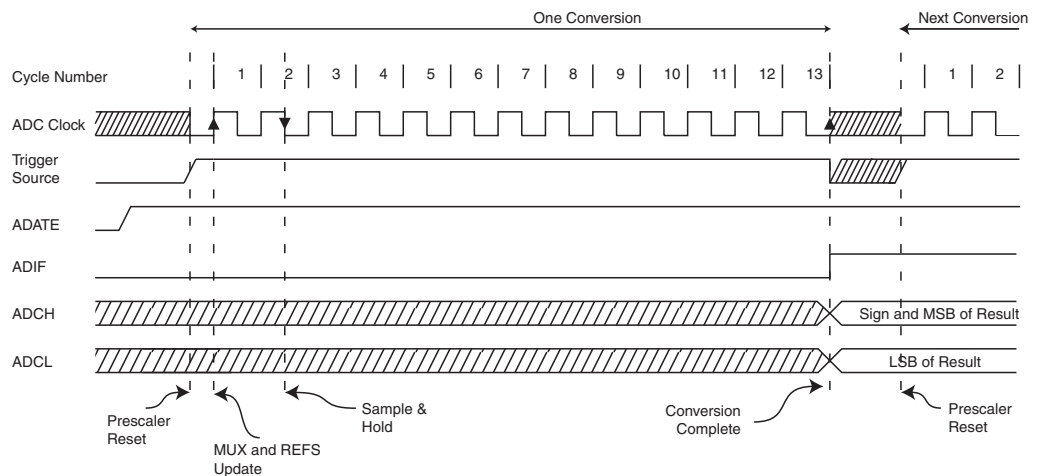 One Conversion
Next Conversion
Cycle Number
1 2 3 4 5 6 7 8 9 10 11 12 13 1 2
ADC Clock
Trigger
Source
ADATE
ADIF
ADCH
Sign and MSB of Result
ADCL
LSB of Result
Prescaler
Reset
MUX and REFS
Update
Sample &
Hold
Conversion
Complete
Prescaler
Reset